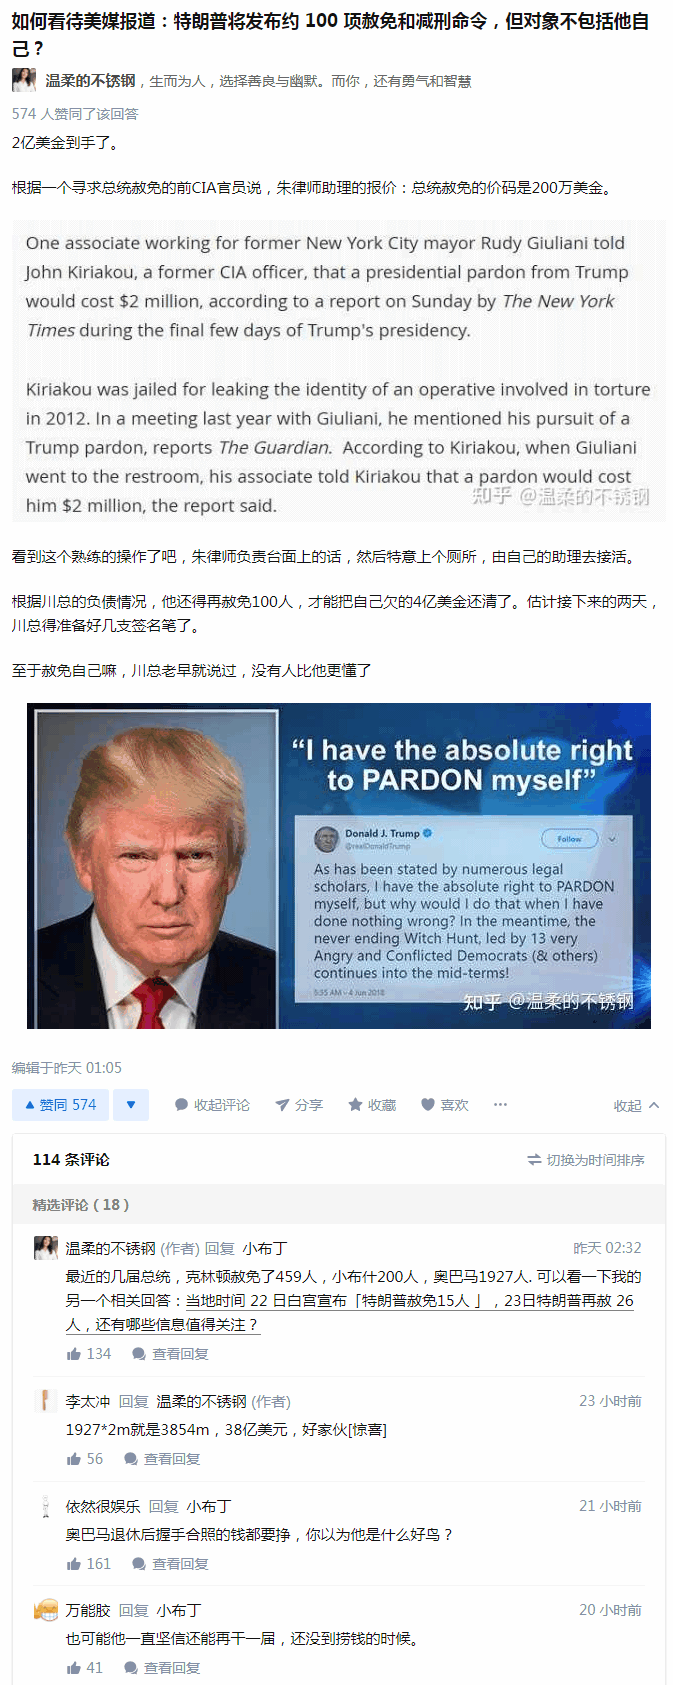 如何看待美媒报道：特朗普将发布约 100 项赦免和减刑命令，但对象不包括他自
己？
温柔的不锈钢，生而为人，选择善良与幽默。而你，还有勇气和智慧
574 人赞同了该回答
2亿美金到手了。
根据一个寻求总统赦免的前CIA官员说，朱律师助理的报价：总统赦免的价码是200万美金。
One associate working for former New York City mayor Rudy Giuliani told
John Kiriakou, a former CIA officer, that a presidential pardon from Trump
would cost $2 million, according to a report on Sunday by The New York
Times during the final few days of Trump's presidency.
Kiriakou was jailed for leaking the identity of an operative involved in torture
in 2012. In a meeting last year with Giuliani, he mentioned his pursuit of a
Trump pardon, reports The Guardian. According to Kiriakou, when Giuliani
went to the restroom, his associate told Kiriakou that a pardon would cost
him $2 million, the report said.
知乎 @温柔的不锈钢
看到这个熟练的操作了吧，朱律师负责台面上的话，然后特意上个厕所，由自己的助理去接活。
根据川总的负债情况，他还得再赦免100人，才能把自己欠的4亿美金还清了。估计接下来的两天，
川总得准备好几支签名笔了。
至于赦免自己嘛，川总老早就说过，没有人比他更懂了
“I have the absolute right
to PARDON myself”
Donald J. Trump
@realDonaldTrump
Follow
As has been stated by numerous legal
scholars, I have the absolute right to PARDON
myself, but why would I do that when I have
done nothing wrong? In the meantime, the
never ending Witch Hunt, led by 13 very
Angry and Conflicted Democrats (& others)
continues into the mid-terms!
5:35 AM - 4 Jun 2018
知乎 @温柔的不锈钢
编辑于昨天 01:05
赞同 574 收起评论 分享 收藏 喜欢 ··· 收起
114 条评论 切换为时间排序
精选评论（18）
温柔的不锈钢 (作者) 回复 小布丁 昨天 02:32
最近的几届总统，克林顿赦免了459人，小布什200人，奥巴马1927人. 可以看一下我的
另一个相关回答：当地时间 22 日白宫宣布「特朗普赦免15人 」，23日特朗普再赦 26
人，还有哪些信息值得关注？
134 查看回复
李太冲 回复 温柔的不锈钢 (作者) 23 小时前
1927*2m就是3854m，38亿美元，好家伙[惊喜]
56 查看回复
依然很娱乐 回复 小布丁 21 小时前
奥巴马退休后握手合照的钱都要挣，你以为他是什么好鸟？
161 查看回复
万能胶 回复 小布丁 20 小时前
也可能他一直坚信还能再干一届，还没到捞钱的时候。
41 查看回复